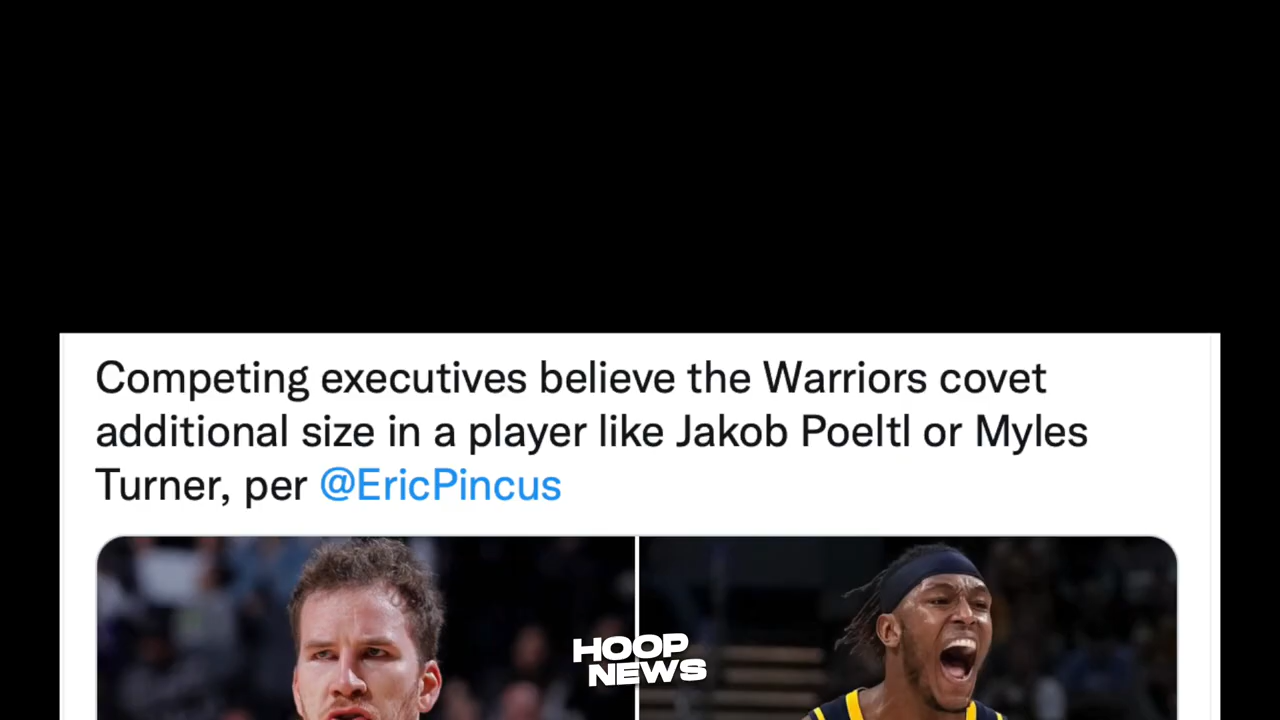 Competing executives believe the Warriors covet
additional size in a player like Jakob Poeltl or Myles
Turner, per @EricPincus
HOOP
NEWS